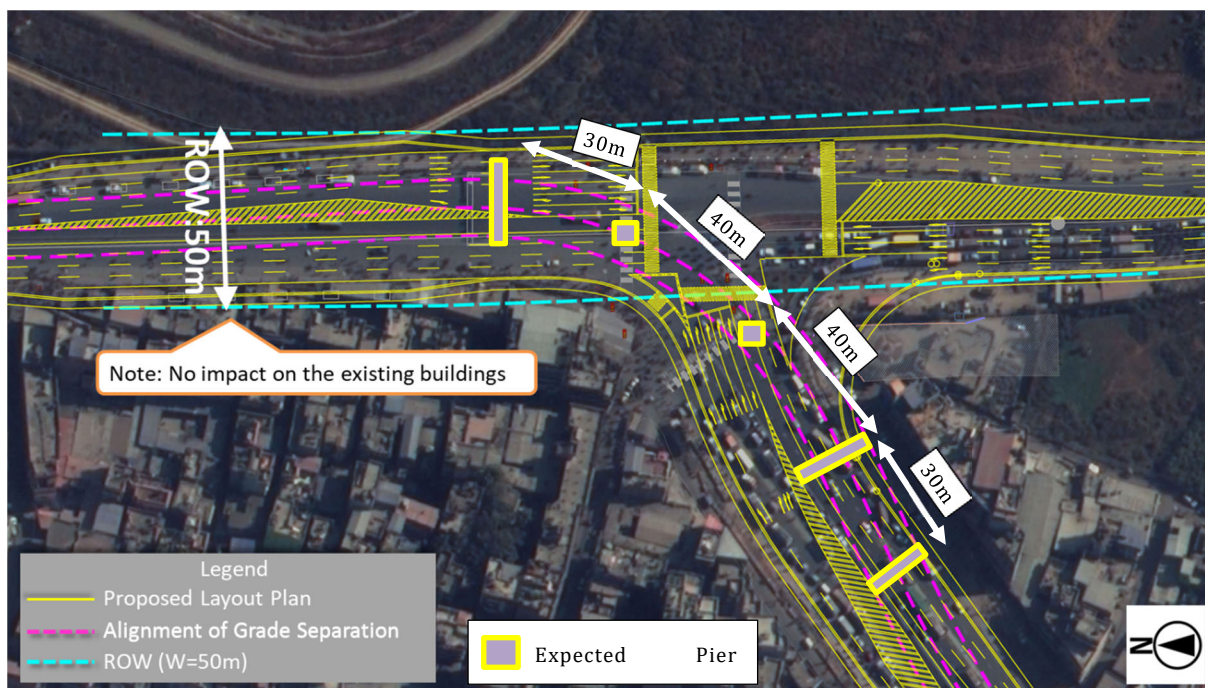 30m
40m
ROW:50m
40m
Note: No impact on the existing buildings
30m
Legend
Proposed Layout Plan
Alignment of Grade Separation
ROW (W=50m)
Expected Pier
N